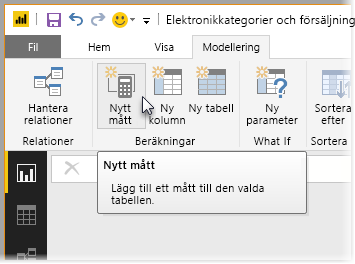 Elektronikkategorier och försäljning
Fil Hem Visa Modellering
Hantera relationer
Nytt mått
Ny kolumn
Ny tabell
Ny parameter
Sortera efter
Relationer Beräkningar What If Sortera
Nytt mått
Lägg till ett mått till den valda
tabellen.